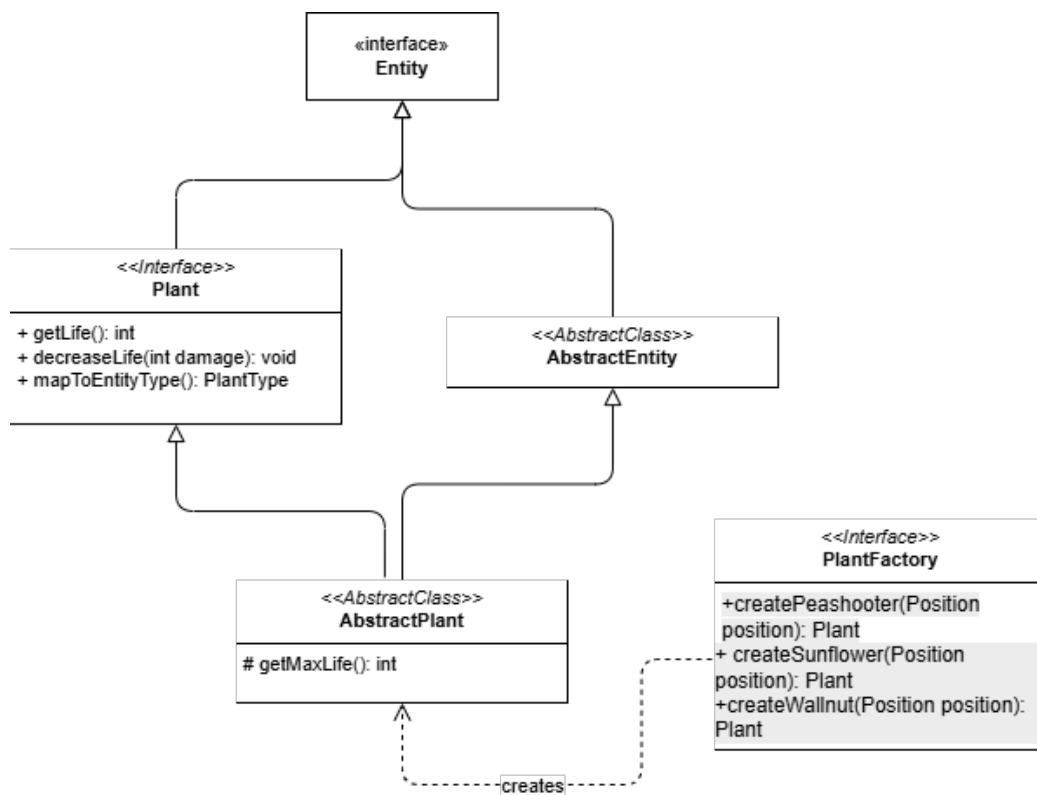 «interface»
Entity
<<Interface>>
Plant
+ getLife(): int
+ decreaseLife(int damage): void
+ mapToEntityType(): PlantType
<<AbstractClass>>
AbstractEntity
<<AbstractClass>>
AbstractPlant
# getMaxLife(): int
<<Interface>>
PlantFactory
+createPeashooter(Position
position): Plant
+ createSunflower(Position
position): Plant
+createWallnut(Position position):
Plant
creates